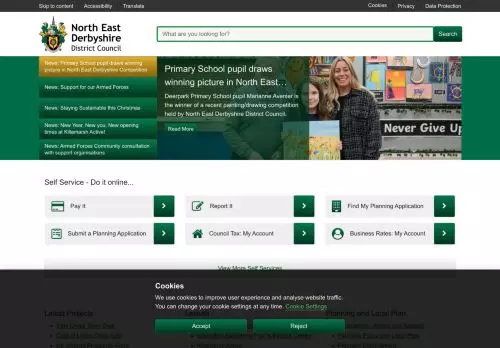 Skip to content
Accessibility
Translate
Cookies
Privacy
Data Protection
North East
Derbyshire
District Council
What are you looking for?
Search
News: Primary School pupil draws
winning picture in North East Derbyshire Competition
News: Support for our Armed Forces
News: Staying Sustainable this Christmas
News: New Year, New you, New opening
times at Killamarsh Active!
News: Armed Forces Community consultation
with support organisations
Primary School pupil draws
winning picture in North East…
Deerpark Primary School pupil Marianne Avenier is
the winner of a recent painting/drawing competition
held by North East Derbyshire District Council.
Read More
Never Give Up
Self Service - Do it online...
Pay It
Report It
Find My Planning Application
Submit a Planning Application
Council Tax: My Account
Business Rates: My Account
View More Self Services
Cookies
We use cookies to improve user experience and analyse website traffic.
You can change your cookie settings at any time. Cookie Settings
Accept
Reject
Latest Projects
Leisure
Planning and Local Plan